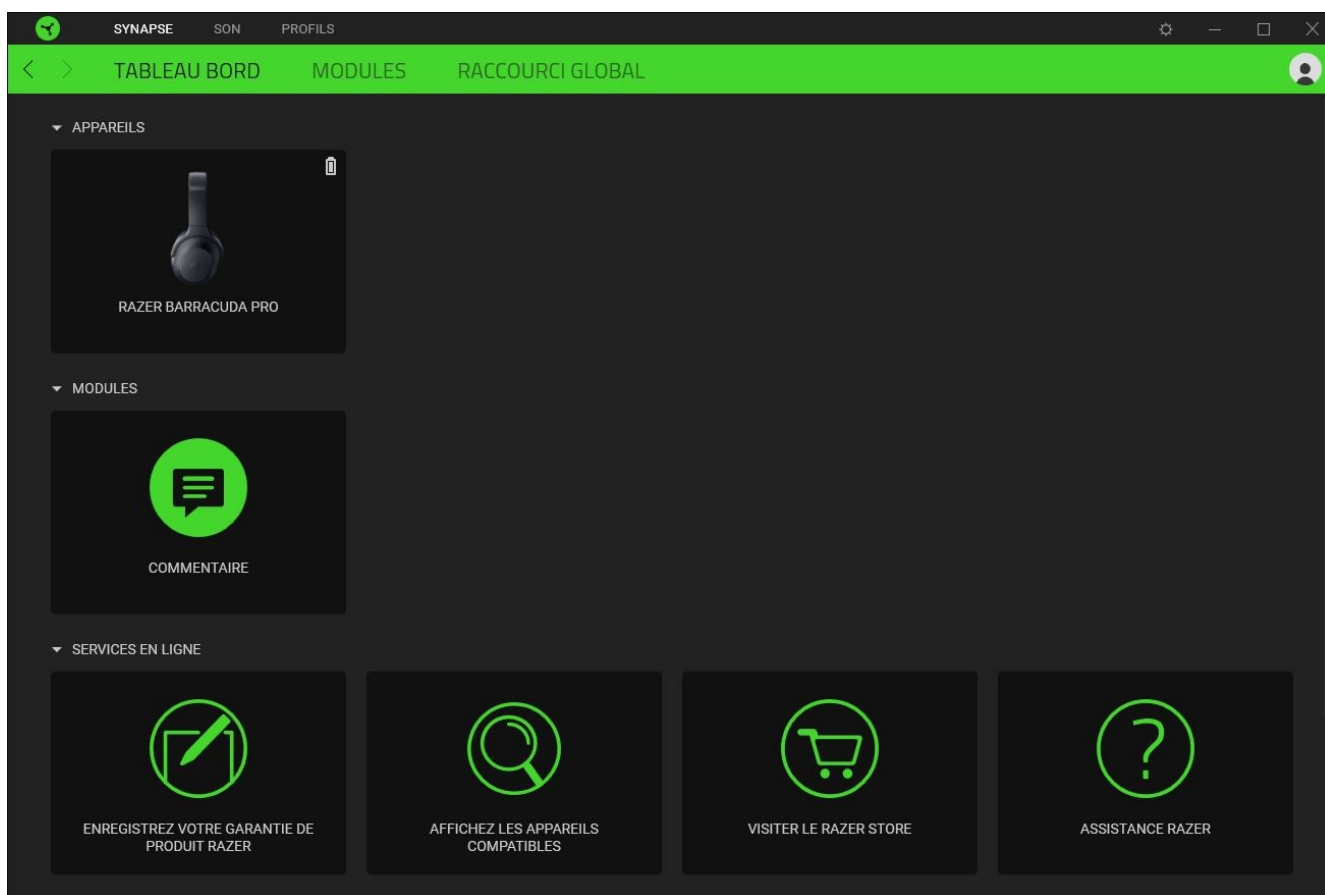 SYNAPSE SON PROFILS
TABLEAU BORD MODULES RACCOURCI GLOBAL
APPAREILS
RAZER BARRACUDA PRO
MODULES
COMMENTAIRE
SERVICES EN LIGNE
ENREGISTREZ VOTRE GARANTIE DE
PRODUIT RAZER
AFFICHEZ LES APPAREILS
COMPATIBLES
VISITER LE RAZER STORE
ASSISTANCE RAZER